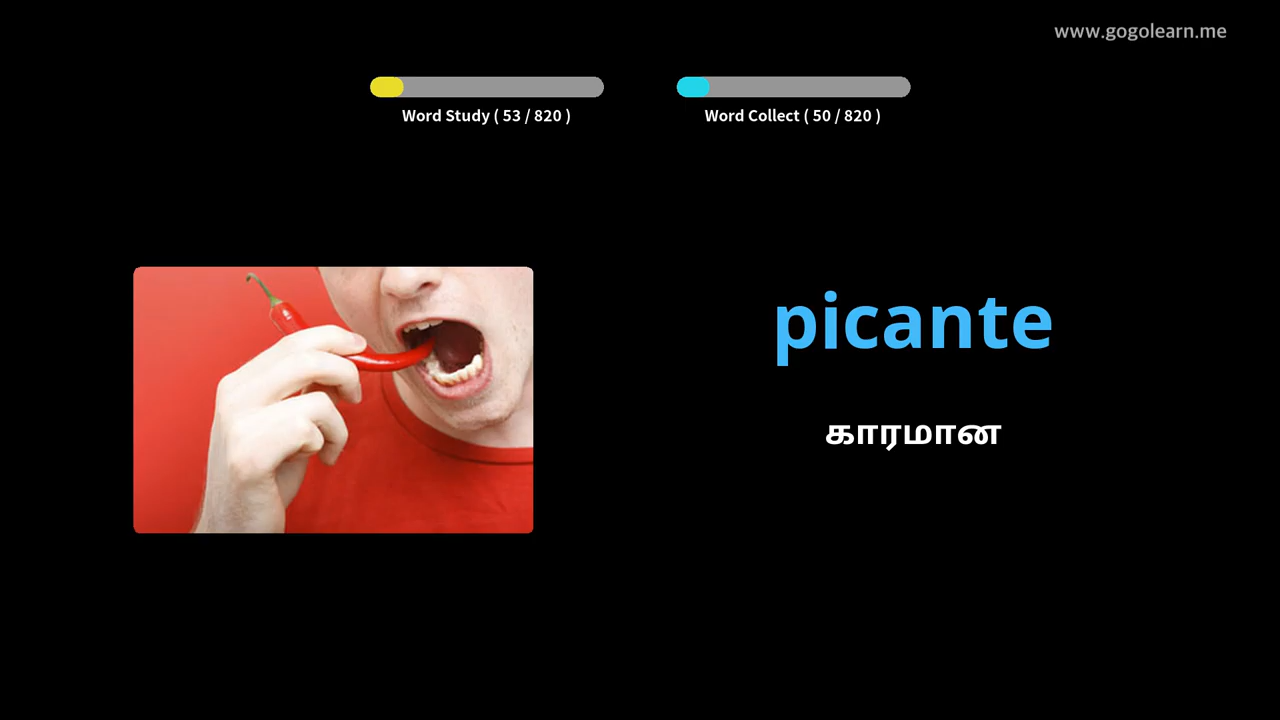 www.gogolearn.me
Word Study ( 53 / 820 )
Word Collect ( 50 / 820 )
picante
காரமான